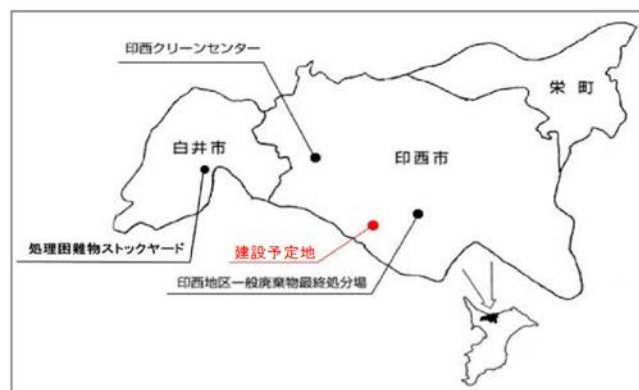 印西クリーンセンター
栄町
白井市
印西市
処理困難物ストックヤード
建設予定地
印西地区一般廃棄物最終処分場